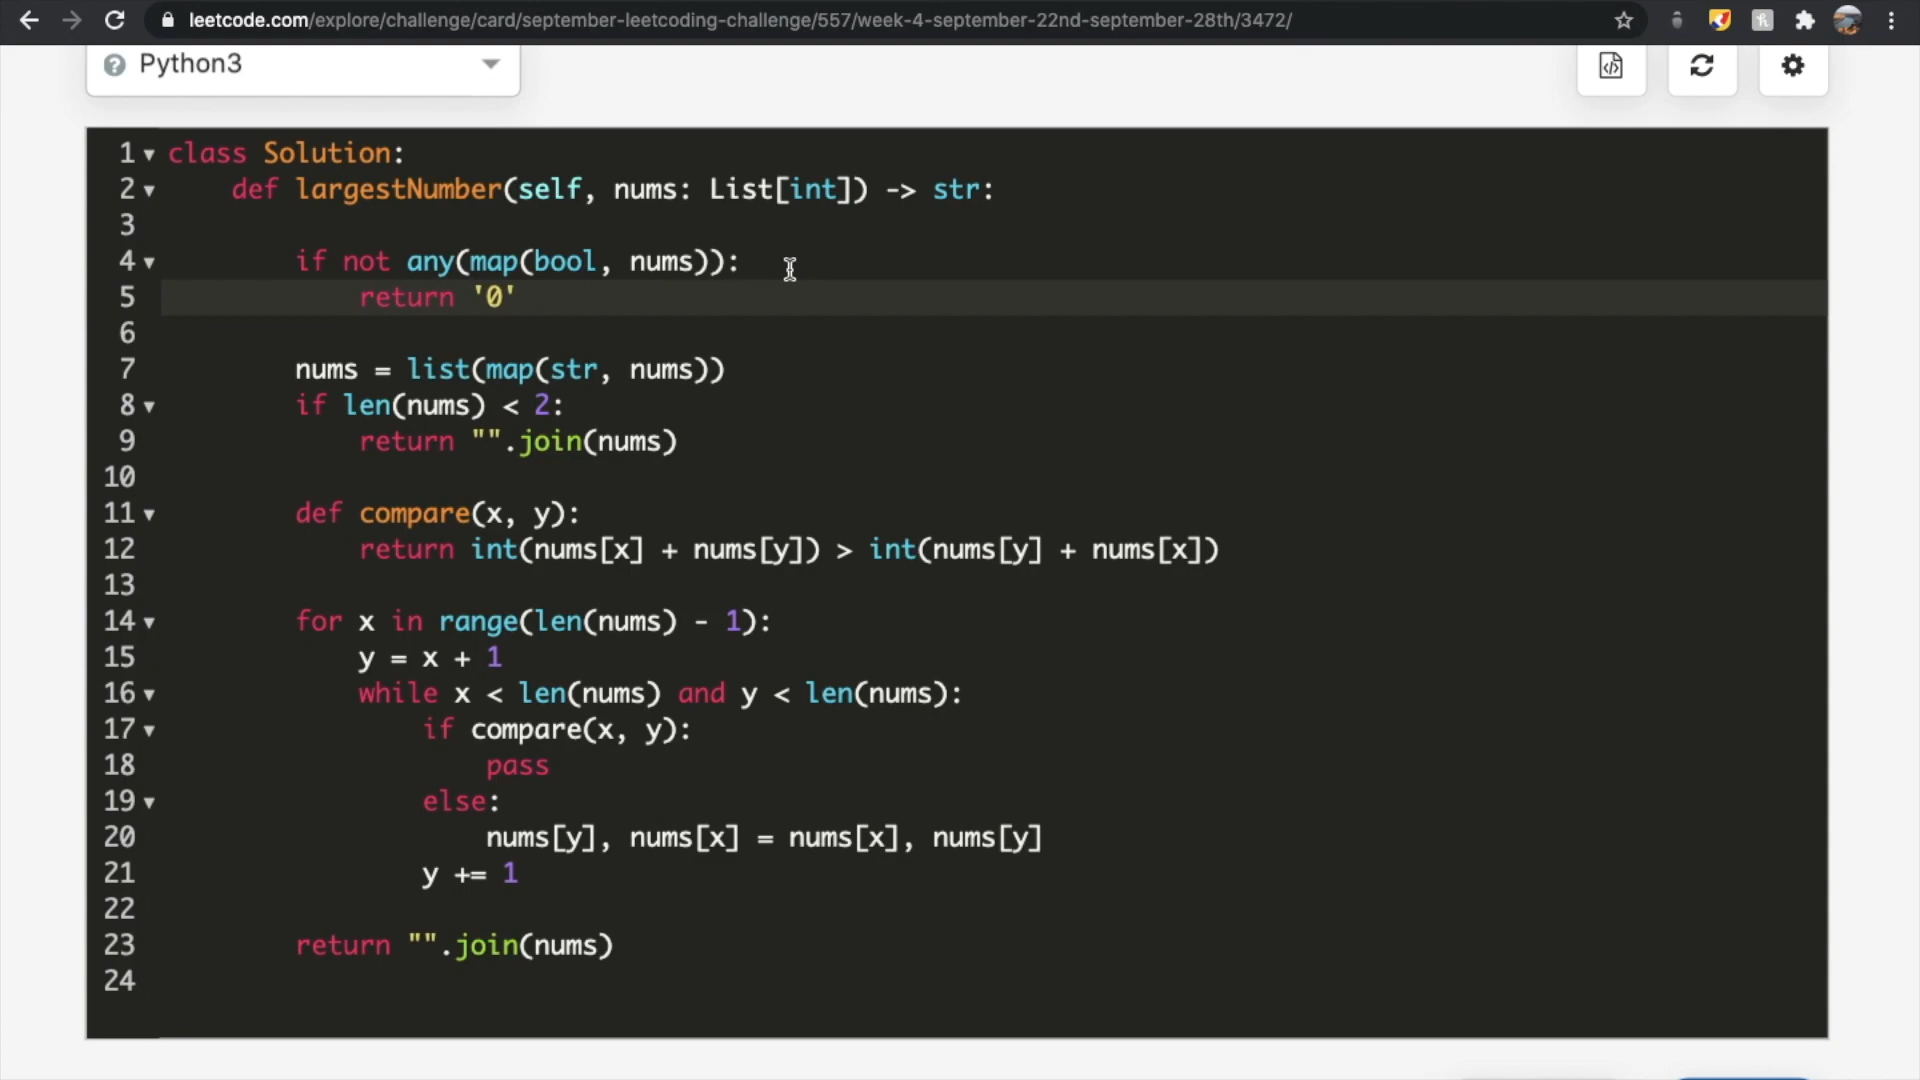 leetcode.com/explore/challenge/card/september-leetcoding-challenge/557/week-4-september-22nd-september-28th/3472/
Python3
1 class Solution:
2     def largestNumber(self, nums: List[int]) -> str:
3
4         if not any(map(bool, nums)):
5             return '0'
6
7         nums = list(map(str, nums))
8         if len(nums) < 2:
9             return "".join(nums)
10
11         def compare(x, y):
12             return int(nums[x] + nums[y]) > int(nums[y] + nums[x])
13
14         for x in range(len(nums) - 1):
15             y = x + 1
16             while x < len(nums) and y < len(nums):
17                 if compare(x, y):
18                     pass
19                 else:
20                     nums[y], nums[x] = nums[x], nums[y]
21                 y += 1
22
23         return "".join(nums)
24